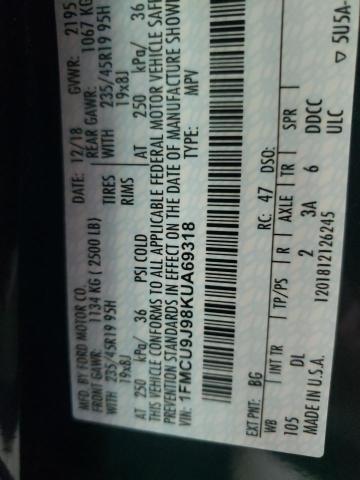 MFD. BY FORD MOTOR CO.
DATE: 12/18 GVWR: 2195
FRONT GAWR: 1134 KG ( 2500 LB) REAR GAWR: 1067 KG
WITH 235/45R19 95H TIRES WITH 235/45R19 95H
19x8J RIMS 19x8J
AT 250 kPa/ 36 PSI COLD AT 250 kPa/ 36
THIS VEHICLE CONFORMS TO ALL APPLICABLE FEDERAL MOTOR VEHICLE SAFE
PREVENTION STANDARDS IN EFFECT ON THE DATE OF MANUFACTURE SHOWN
VIN: 1FMCU9J98KUA69318 TYPE: MPV
EXT PNT: BG RC: 47 DSO:
WB INT TR TP/PS R AXLE TR SPR 5U5A-
105 DL 2 3A 6 DDCC
MADE IN U.S.A. 1201812126245 ULC